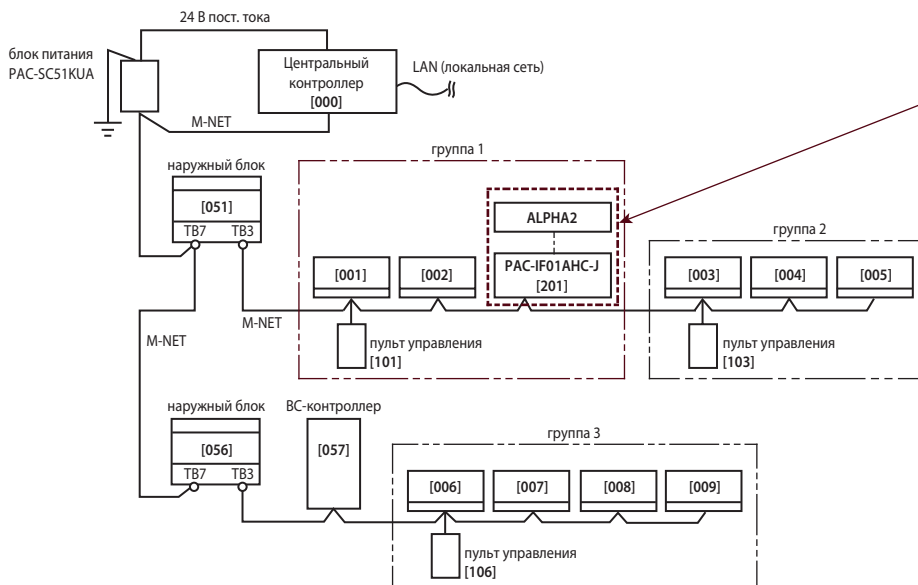 24 В пост. тока
блок питания
PAC-SC51KUA
Центральный
контроллер
[000]
LAN (локальная сеть)
M-NET
группа 1
наружный блок
[051]
TB7 TB3
ALPHA2
PAC-IF01AHC-J
[201]
[001] [002]
группа 2
[003] [004] [005]
M-NET
M-NET
пульт управления
[101]
пульт управления
[103]
наружный блок
[056]
TB7 TB3
BC-контроллер
[057]
группа 3
[006] [007] [008] [009]
пульт управления
[106]